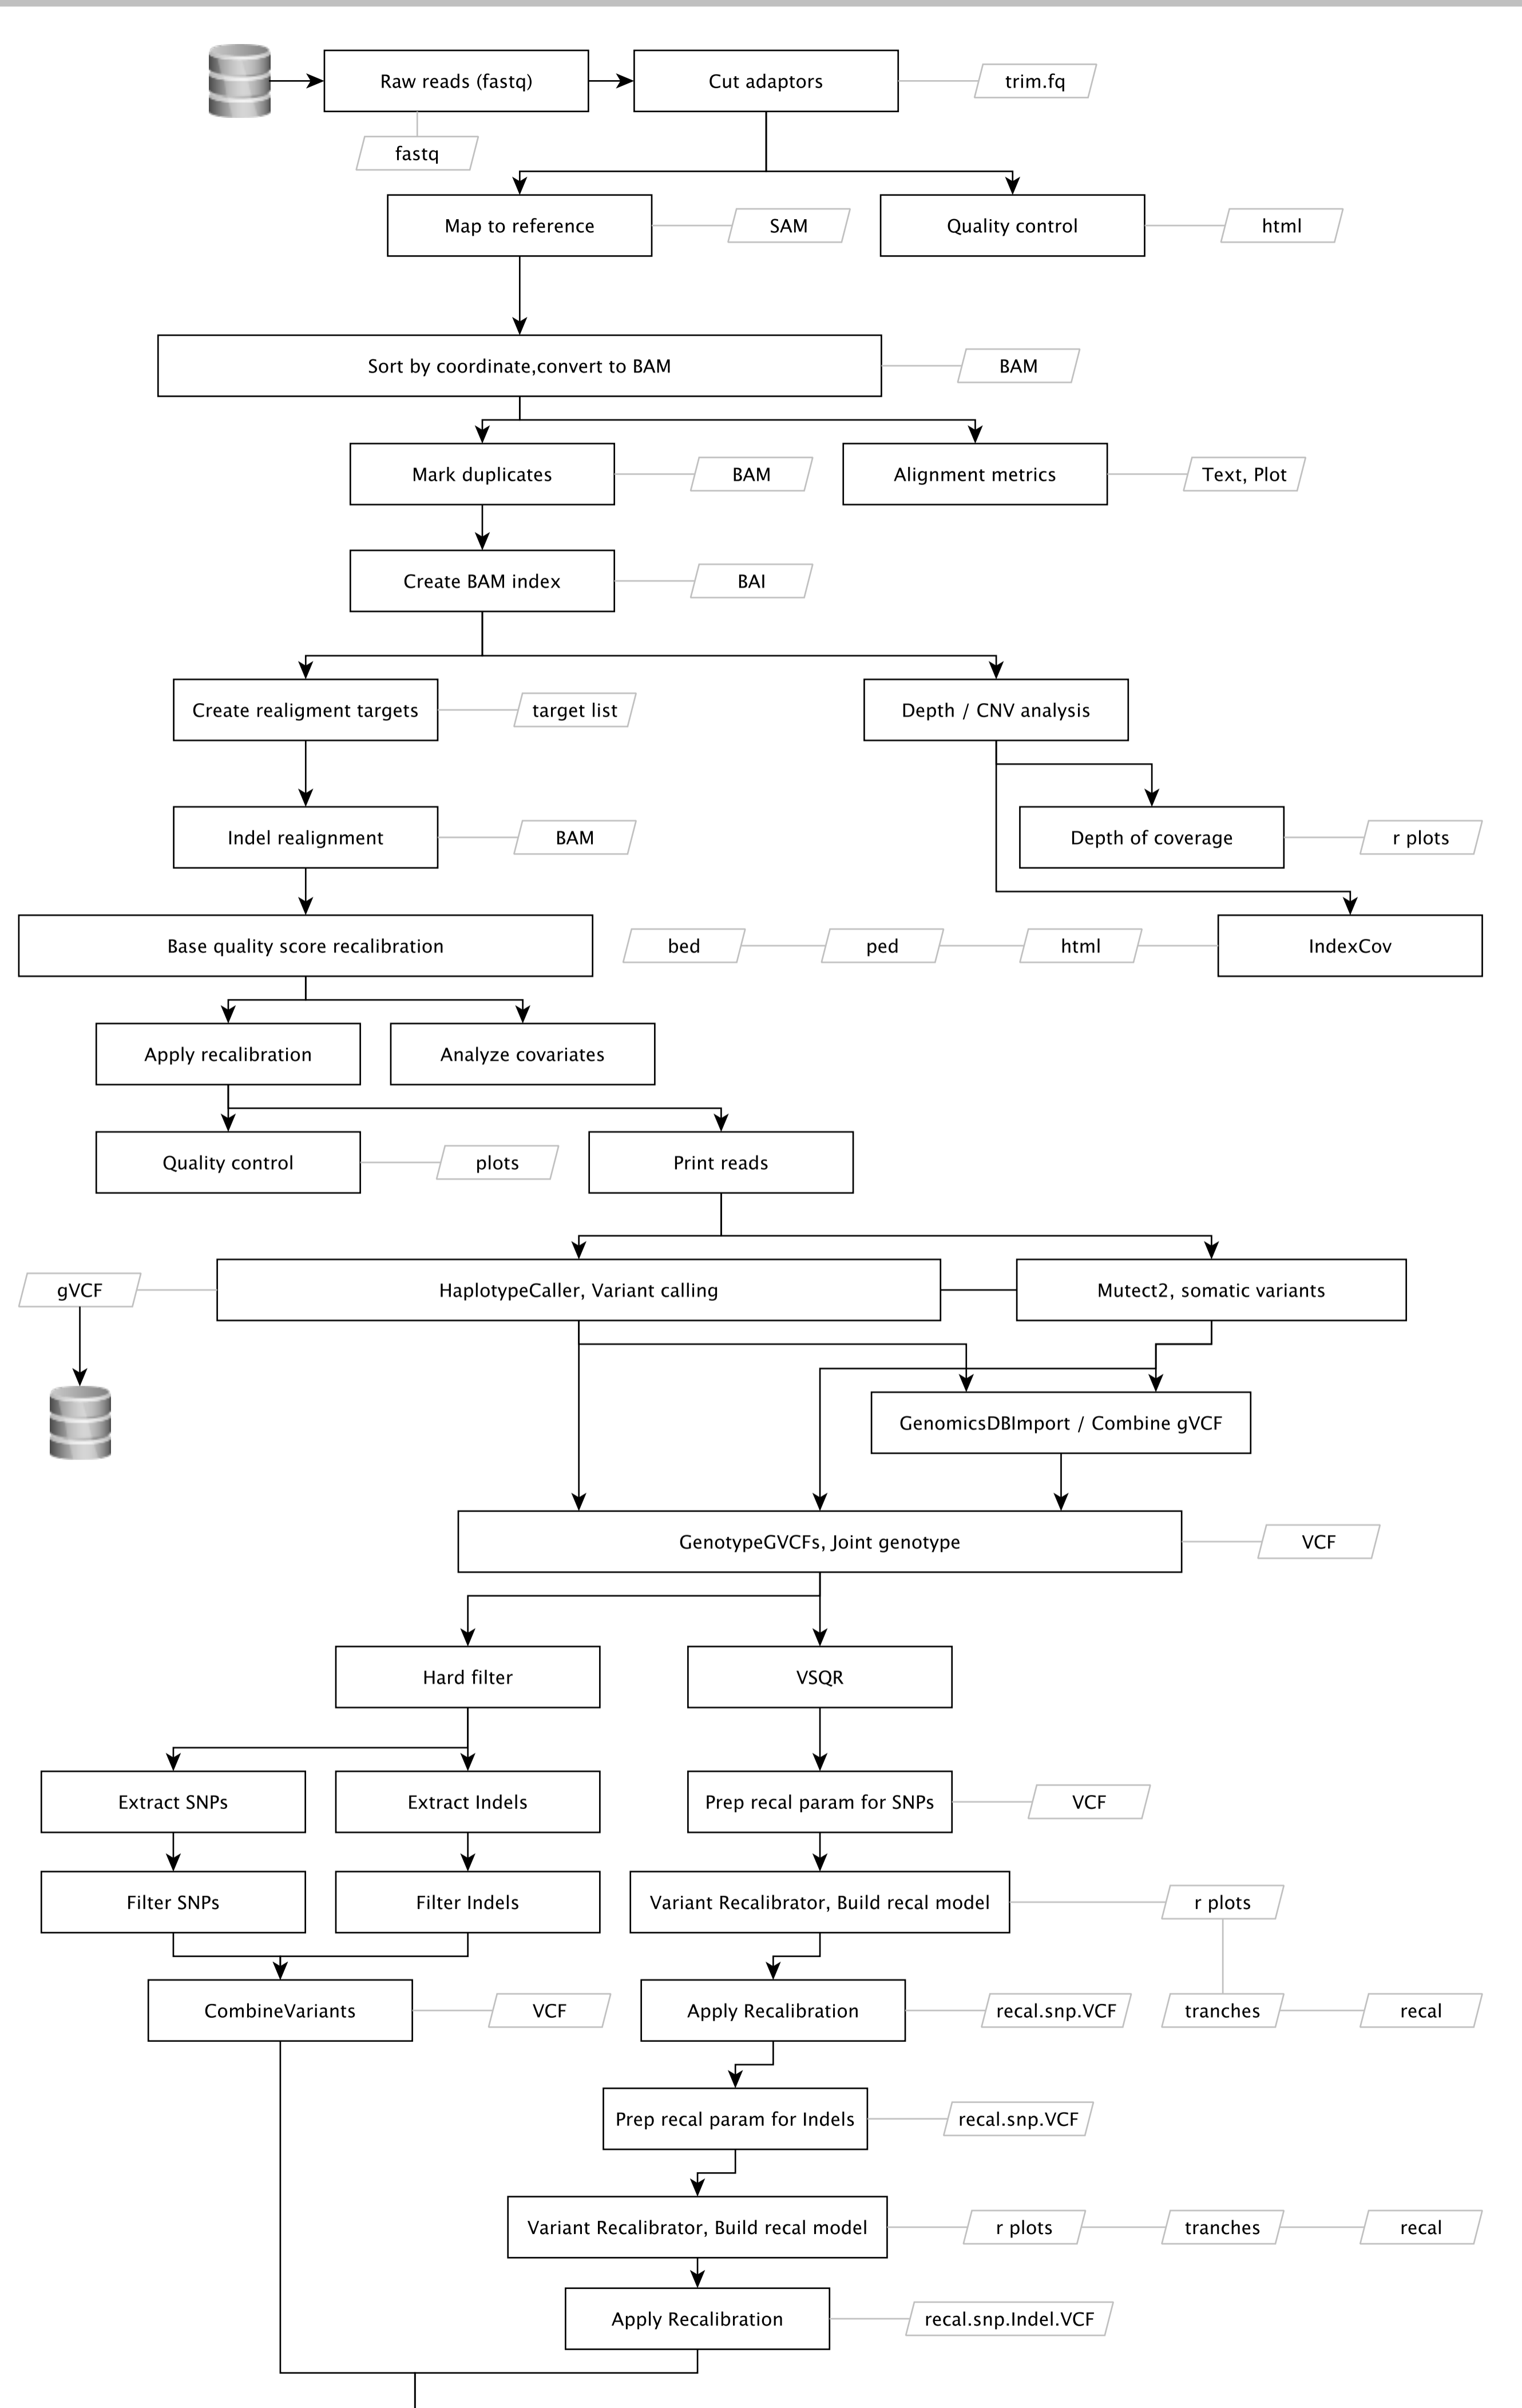 Raw reads (fastq)
Cut adaptors
trim.fq
fastq
Map to reference
SAM
Quality control
html
Sort by coordinate,convert to BAM
BAM
Mark duplicates
BAM
Alignment metrics
Text, Plot
Create BAM index
BAI
Create realigment targets
target list
Depth / CNV analysis
Indel realignment
BAM
Depth of coverage
r plots
Base quality score recalibration
bed
ped
html
IndexCov
Apply recalibration
Analyze covariates
Quality control
plots
Print reads
gVCF
HaplotypeCaller, Variant calling
Mutect2, somatic variants
GenomicsDBImport / Combine gVCF
GenotypeGVCFs, Joint genotype
VCF
Hard filter
VSQR
Extract SNPs
Extract Indels
Prep recal param for SNPs
VCF
Filter SNPs
Filter Indels
Variant Recalibrator, Build recal model
r plots
CombineVariants
VCF
Apply Recalibration
recal.snp.VCF
tranches
recal
Prep recal param for Indels
recal.snp.VCF
Variant Recalibrator, Build recal model
r plots
tranches
recal
Apply Recalibration
recal.snp.Indel.VCF